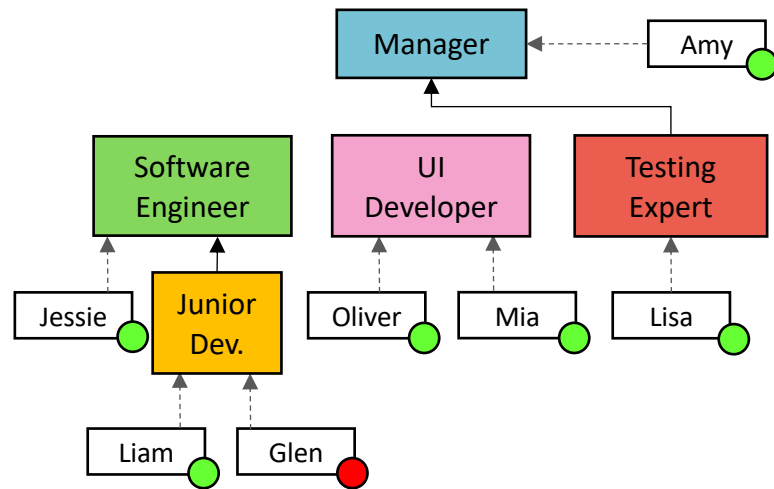 Manager
Amy
Software
Engineer
UI
Developer
Testing
Expert
Jessie
Junior
Dev.
Oliver
Mia
Lisa
Liam
Glen